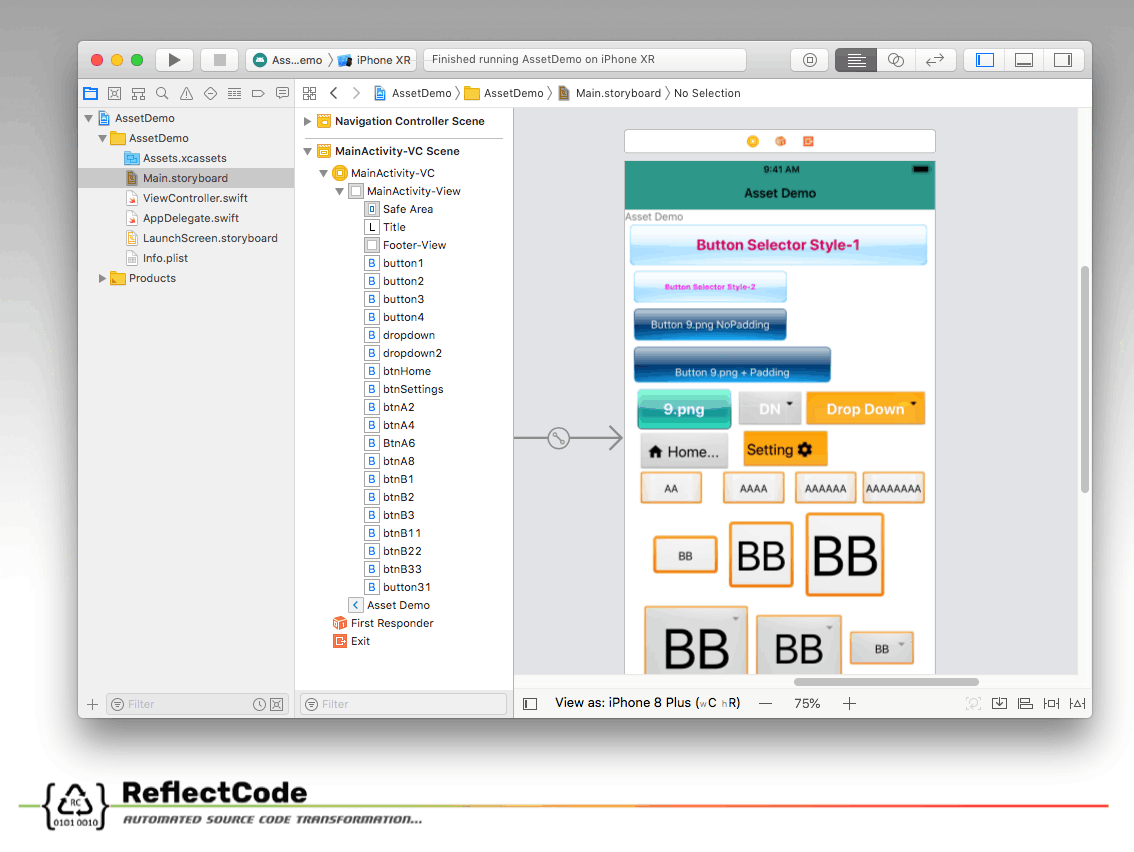 Ass...emo 〉 iPhone XR
Finished running AssetDemo on iPhone XR
AssetDemo 〉 AssetDemo 〉 Main.storyboard 〉 No Selection
AssetDemo
AssetDemo
Assets.xcassets
Main.storyboard
ViewController.swift
AppDelegate.swift
LaunchScreen.storyboard
Info.plist
Products
Filter
Navigation Controller Scene
MainActivity-VC Scene
MainActivity-VC
MainActivity-View
Safe Area
L Title
Footer-View
B button1
B button2
B button3
B button4
B dropdown
B dropdown2
B btnHome
B btnSettings
B btnA2
B btnA4
B BtnA6
B btnA8
B btnB1
B btnB2
B btnB3
B btnB11
B btnB22
B btnB33
B button31
Asset Demo
First Responder
Exit
Filter
9:41 AM
Asset Demo
Asset Demo
Button Selector Style-1
Button Selector Style-2
Button 9.png NoPadding
Button 9.png + Padding
9.png DN Drop Down
Home... Setting
AA AAAA AAAAAA AAAAAAAA
BB BB BB
BB BB BB
View as: iPhone 8 Plus (wC hR) — 75% +
RC
0101 0010
ReflectCode
AUTOMATED SOURCE CODE TRANSFORMATION...